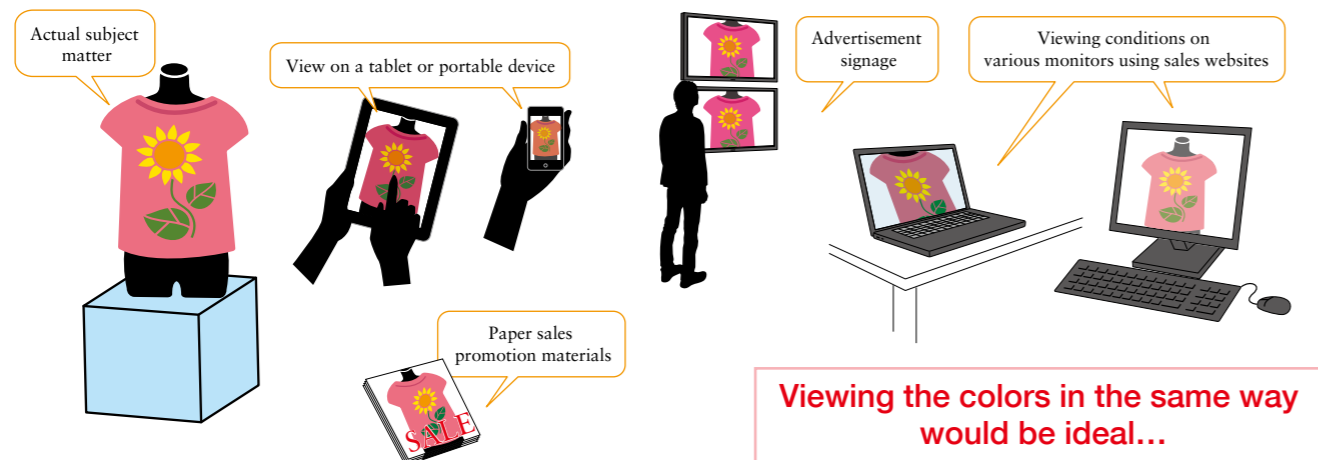 Actual subject
matter
View on a tablet or portable device
Advertisement
signage
Viewing conditions on
various monitors using sales websites
Paper sales
promotion materials
SALE
Viewing the colors in the same way
would be ideal...